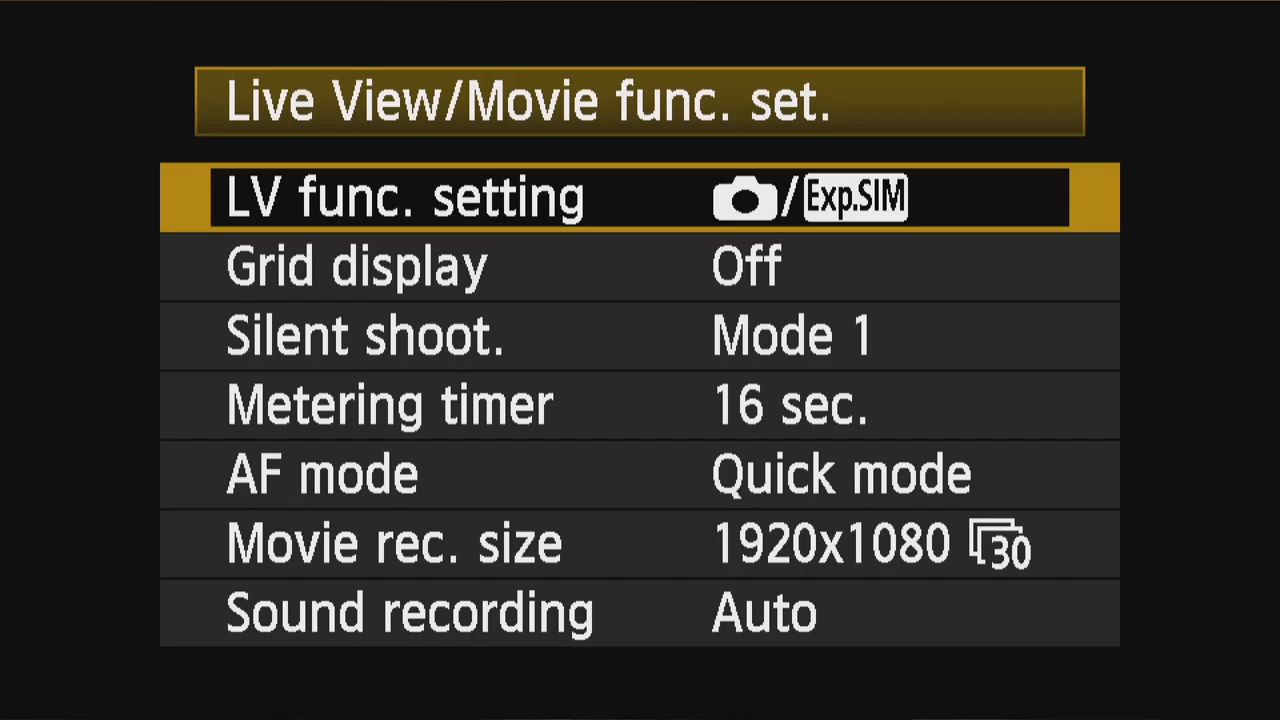 Live View/Movie func. set.
LV func. setting /Exp.SIM
Grid display Off
Silent shoot. Mode 1
Metering timer 16 sec.
AF mode Quick mode
Movie rec. size 1920x1080 30
Sound recording Auto